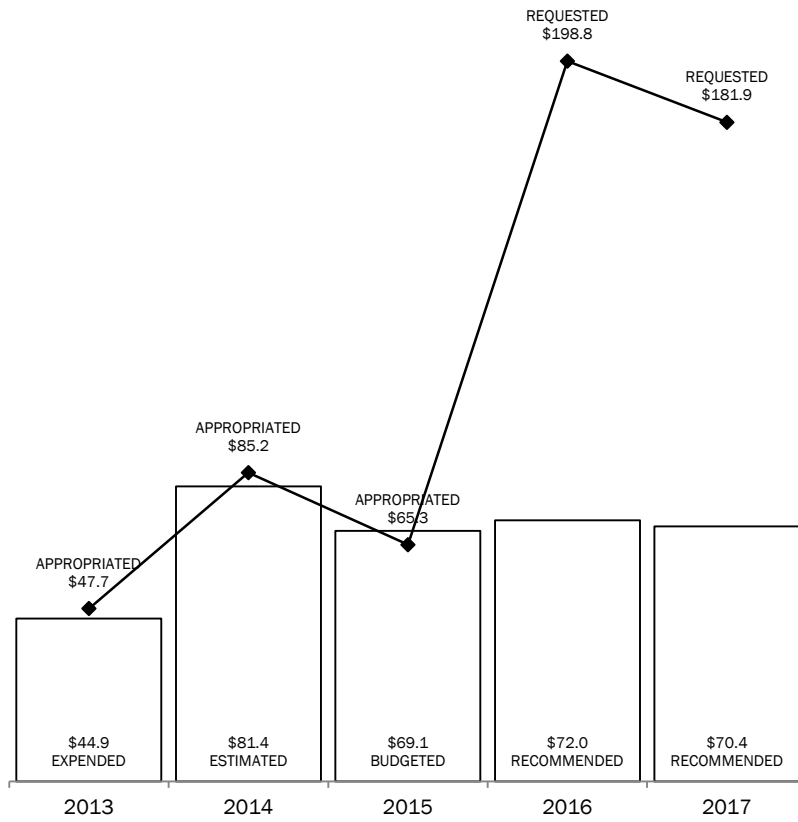 REQUESTED
$198.8
REQUESTED
$181.9
APPROPRIATED
$85.2
APPROPRIATED
$65.3
APPROPRIATED
$47.7
$44.9
EXPENDED
$81.4
ESTIMATED
$69.1
BUDGETED
$72.0
RECOMMENDED
$70.4
RECOMMENDED
2013
2014
2015
2016
2017